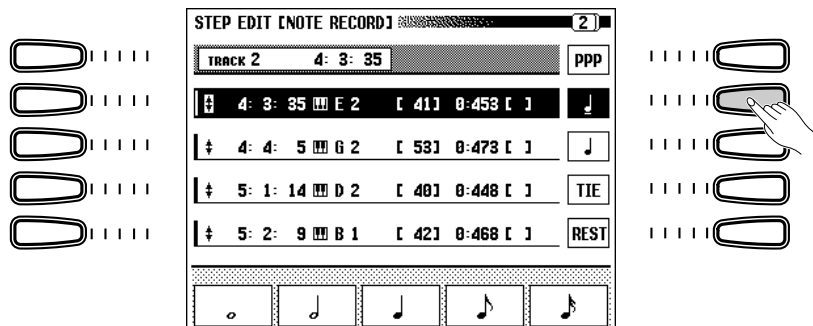 STEP EDIT [NOTE RECORD] 2
TRACK 2 4: 3: 35 PPP
4: 3: 35 E 2 [ 41] 0:453 [ ]
4: 4: 5 G 2 [ 53] 0:473 [ ]
5: 1: 14 D 2 [ 40] 0:448 [ ] TIE
5: 2: 9 B 1 [ 42] 0:468 [ ] REST